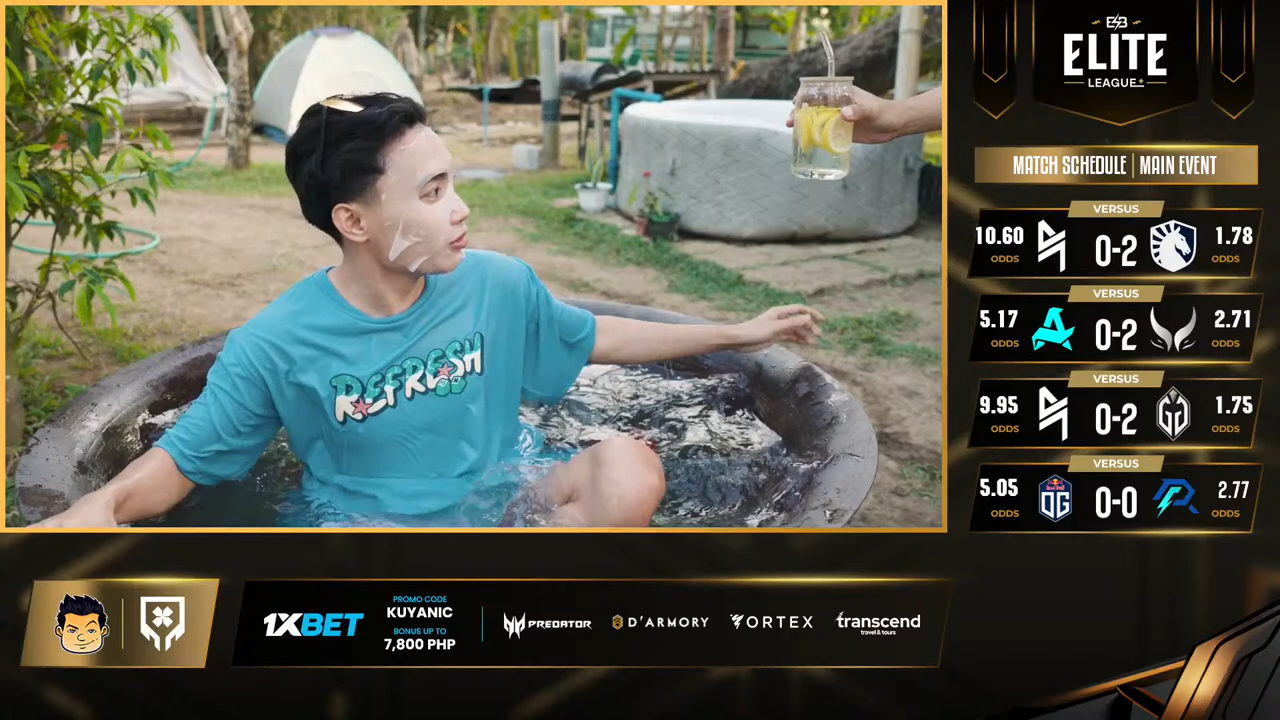 REFRESH
ESB
ELITE
LEAGUE
MATCH SCHEDULE | MAIN EVENT
VERSUS
10.60 0-2 1.78
ODDS ODDS
VERSUS
5.17 0-2 2.71
ODDS ODDS
VERSUS
9.95 0-2 1.75
ODDS ODDS
VERSUS
5.05 OG 0-0 2.77
ODDS ODDS
1XBET
PROMO CODE
KUYANIC
BONUS UP TO
7,800 PHP
PREDATOR
D'ARMORY
VORTEX
transcend
travel & tours